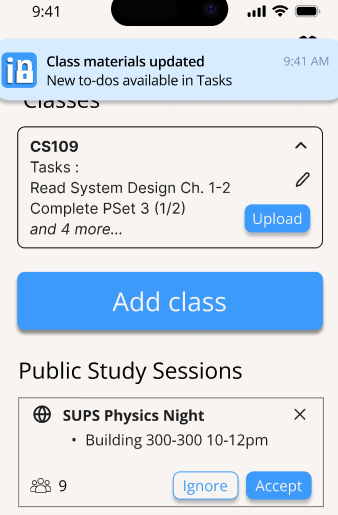 9:41
Class materials updated
9:41 AM
New to-dos available in Tasks
Classes
CS109
Tasks :
Read System Design Ch. 1-2
Complete PSet 3 (1/2)
and 4 more...
Upload
Add class
Public Study Sessions
SUPS Physics Night
• Building 300-300 10-12pm
9
Ignore
Accept